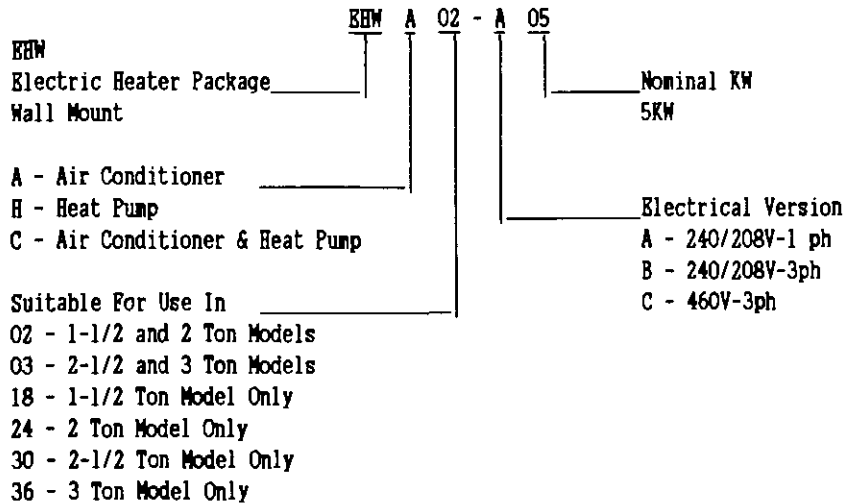 EHW A 02 - A 05
EHW
Electric Heater Package
Wall Mount
Nominal KW
5KW
A - Air Conditioner
H - Heat Pump
C - Air Conditioner & Heat Pump
Electrical Version
A - 240/208V-1 ph
B - 240/208V-3ph
C - 460V-3ph
Suitable For Use In
02 - 1-1/2 and 2 Ton Models
03 - 2-1/2 and 3 Ton Models
18 - 1-1/2 Ton Model Only
24 - 2 Ton Model Only
30 - 2-1/2 Ton Model Only
36 - 3 Ton Model Only